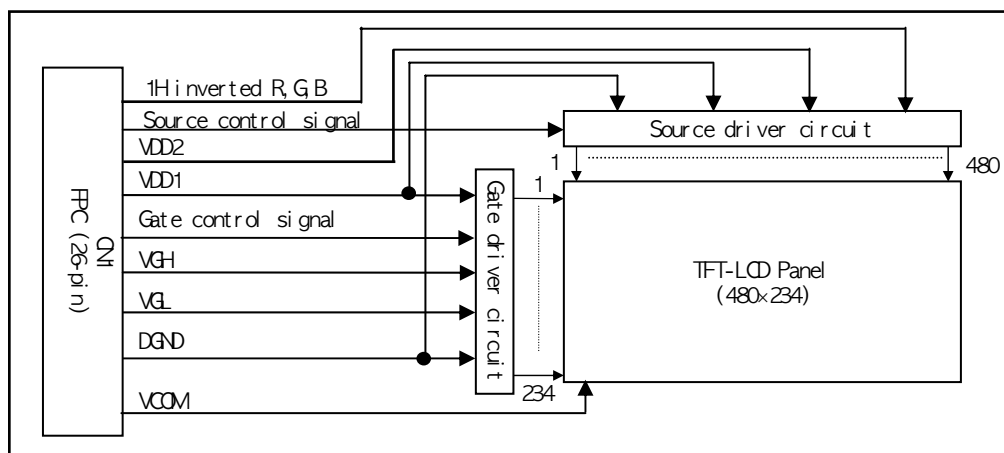 1H inverted R,G,B
Source control signal
VDD2
VDD1
Gate control signal
VGH
VGL
DGND
VCOM
CN1
FPC (26-pin)
Gate driver circuit
1
234
Source driver circuit
1
480
TFT-LCD Panel
(480×234)